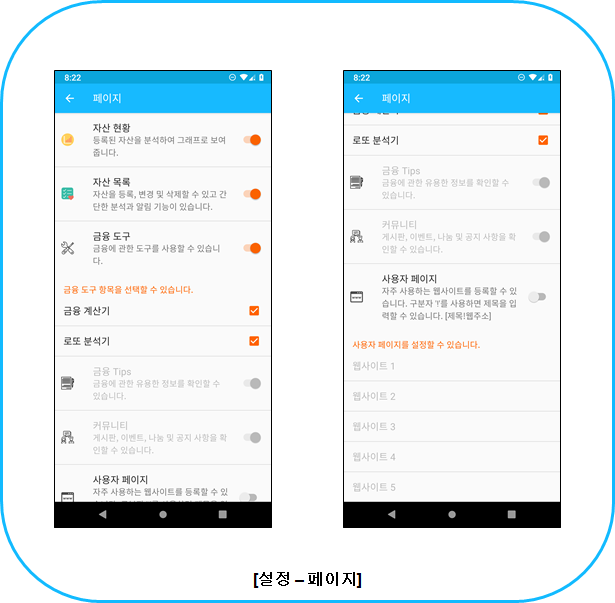 8:22
페이지
자산 현황
등록된 자산을 분석하여 그래프로 보여
줍니다.
자산 목록
자산을 등록, 변경 및 삭제할 수 있고 간
단한 분석과 알림 기능이 있습니다.
금융 도구
금융에 관한 도구를 사용할 수 있습니
다.
금융 도구 항목을 선택할 수 있습니다.
금융 계산기
로또 분석기
금융 Tips
금융에 관한 유용한 정보를 확인할 수
있습니다.
커뮤니티
게시판, 이벤트, 나눔 및 공지 사항을 확
인할 수 있습니다.
사용자 페이지
자주 사용하는 웹사이트를 등록할 수 있
8:22
페이지
로또 분석기
금융 Tips
금융에 관한 유용한 정보를 확인할 수
있습니다.
커뮤니티
게시판, 이벤트, 나눔 및 공지 사항을 확
인할 수 있습니다.
사용자 페이지
자주 사용하는 웹사이트를 등록할 수 있
습니다. 구분자 '!'를 사용하면 제목을 입
력할 수 있습니다. [제목!웹주소]
사용자 페이지를 설정할 수 있습니다.
웹사이트 1
웹사이트 2
웹사이트 3
웹사이트 4
웹사이트 5
[설정 – 페이지]